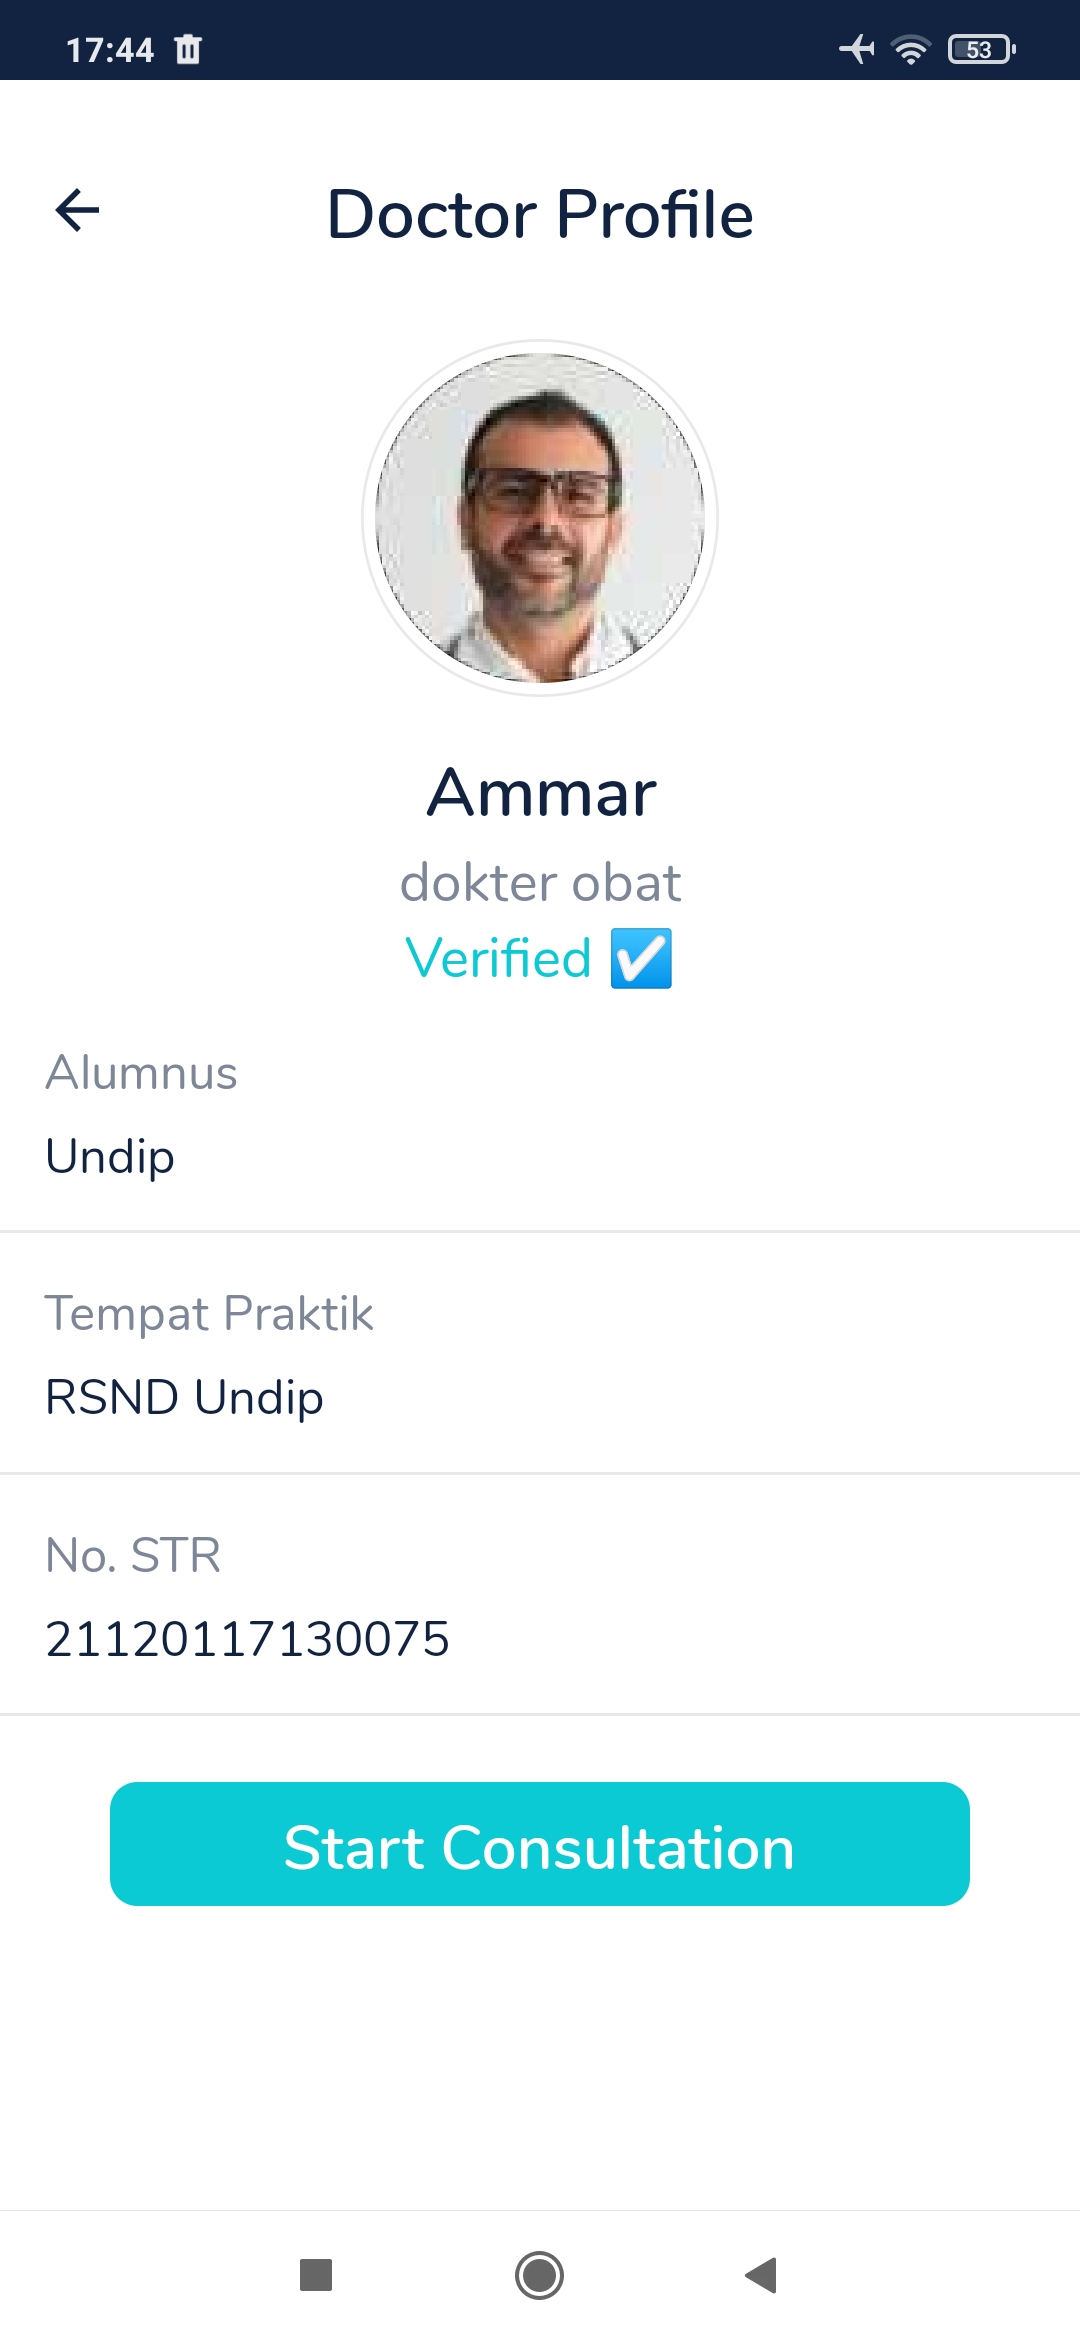 17:44
53
Doctor Profile
Ammar
dokter obat
Verified ☑️
Alumnus
Undip
Tempat Praktik
RSND Undip
No. STR
21120117130075
Start Consultation